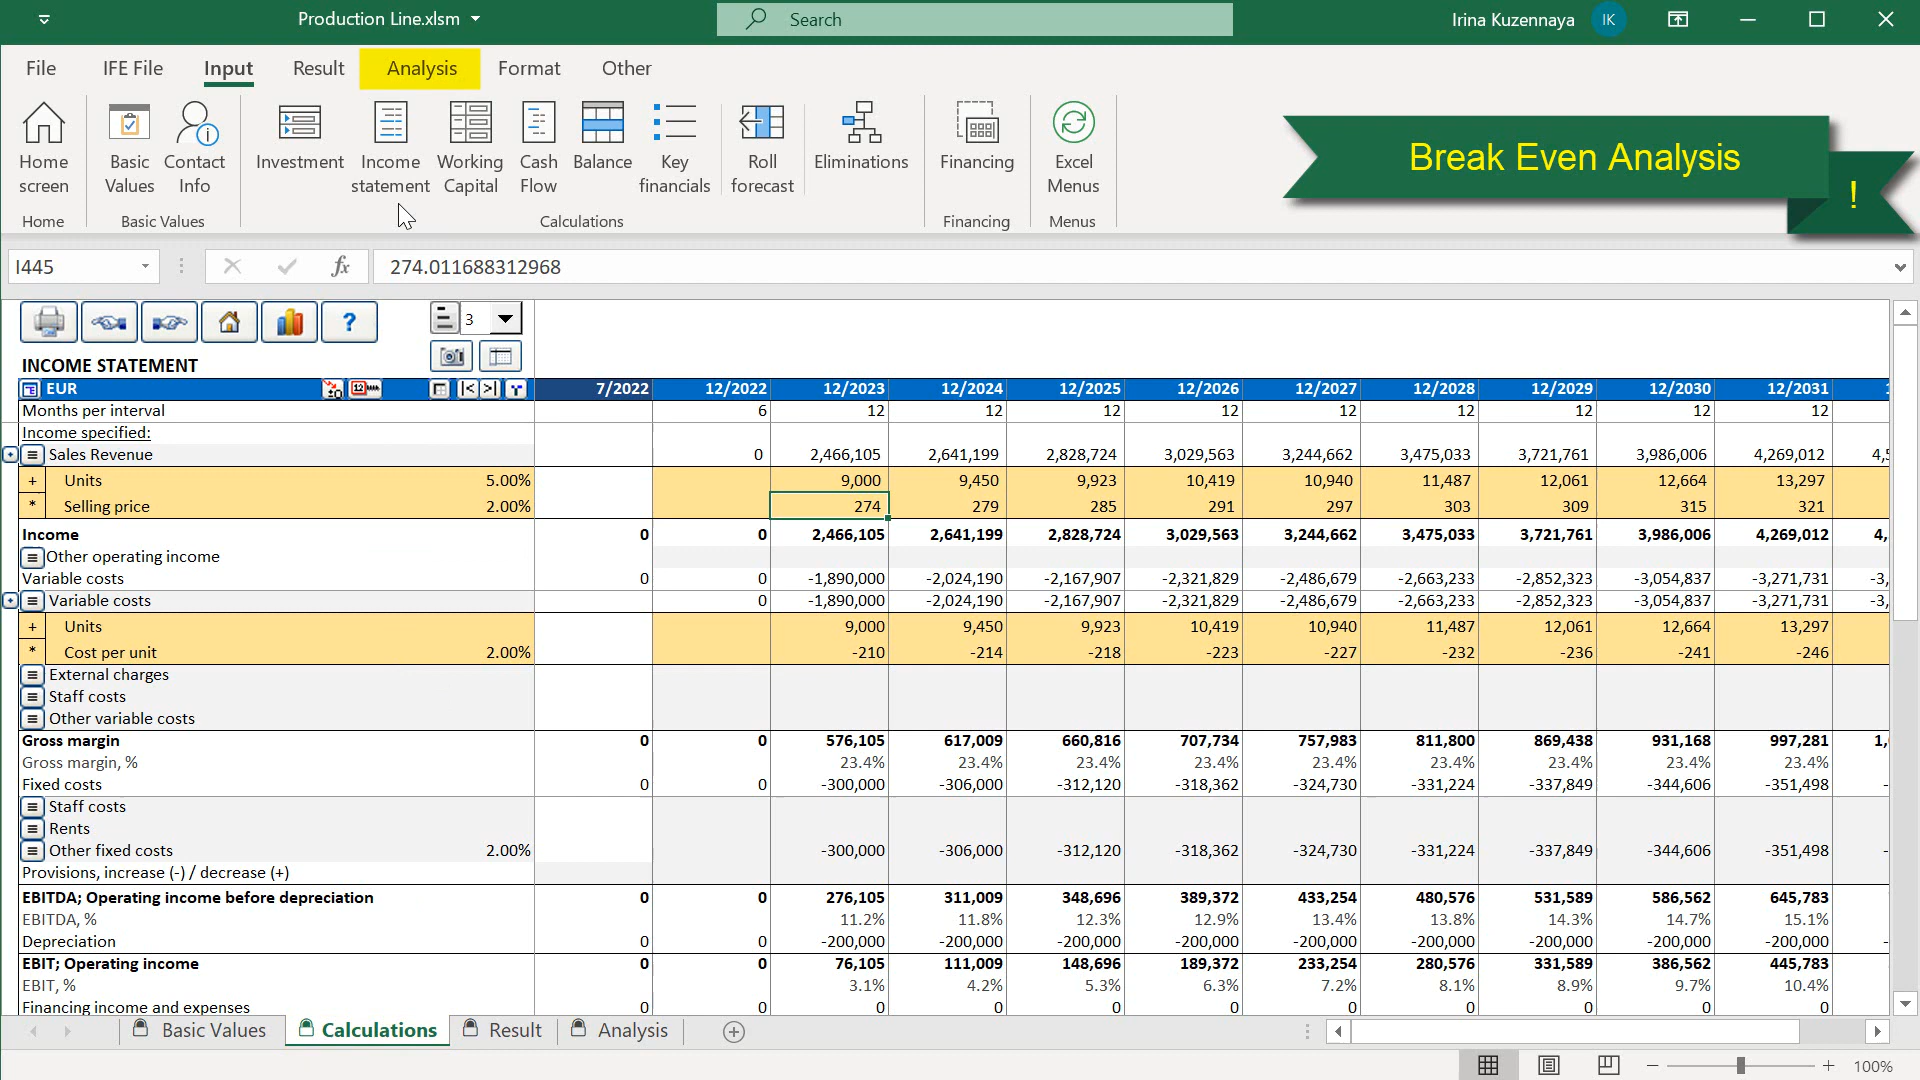 Production Line.xlsm
Search
Irina Kuzennaya IK
File IFE File Input Result Analysis Format Other
Home screen
Basic Values
Contact Info
Investment
Income statement
Working Capital
Cash Flow
Balance
Key financials
Roll forecast
Eliminations
Financing
Excel Menus
Home Basic Values Calculations Financing Menus
Break Even Analysis
!
I445 fx 274.011688312968
? 3
INCOME STATEMENT
EUR 7/2022 12/2022 12/2023 12/2024 12/2025 12/2026 12/2027 12/2028 12/2029 12/2030 12/2031
Months per interval 6 12 12 12 12 12 12 12 12 12
Income specified:
Sales Revenue 0 2,466,105 2,641,199 2,828,724 3,029,563 3,244,662 3,475,033 3,721,761 3,986,006 4,269,012
+ Units 5.00% 9,000 9,450 9,923 10,419 10,940 11,487 12,061 12,664 13,297
* Selling price 2.00% 274 279 285 291 297 303 309 315 321
Income 0 0 2,466,105 2,641,199 2,828,724 3,029,563 3,244,662 3,475,033 3,721,761 3,986,006 4,269,012 4,
Other operating income
Variable costs 0 0 -1,890,000 -2,024,190 -2,167,907 -2,321,829 -2,486,679 -2,663,233 -2,852,323 -3,054,837 -3,271,731 -3,
Variable costs 0 -1,890,000 -2,024,190 -2,167,907 -2,321,829 -2,486,679 -2,663,233 -2,852,323 -3,054,837 -3,271,731 -3,
+ Units 9,000 9,450 9,923 10,419 10,940 11,487 12,061 12,664 13,297
* Cost per unit 2.00% -210 -214 -218 -223 -227 -232 -236 -241 -246
External charges
Staff costs
Other variable costs
Gross margin 0 0 576,105 617,009 660,816 707,734 757,983 811,800 869,438 931,168 997,281 1,
Gross margin, % 23.4% 23.4% 23.4% 23.4% 23.4% 23.4% 23.4% 23.4% 23.4%
Fixed costs 0 0 -300,000 -306,000 -312,120 -318,362 -324,730 -331,224 -337,849 -344,606 -351,498 -
Staff costs
Rents
Other fixed costs 2.00% -300,000 -306,000 -312,120 -318,362 -324,730 -331,224 -337,849 -344,606 -351,498 -
Provisions, increase (-) / decrease (+)
EBITDA; Operating income before depreciation 0 0 276,105 311,009 348,696 389,372 433,254 480,576 531,589 586,562 645,783
EBITDA, % 11.2% 11.8% 12.3% 12.9% 13.4% 13.8% 14.3% 14.7% 15.1%
Depreciation 0 0 -200,000 -200,000 -200,000 -200,000 -200,000 -200,000 -200,000 -200,000 -200,000 -
EBIT; Operating income 0 0 76,105 111,009 148,696 189,372 233,254 280,576 331,589 386,562 445,783
EBIT, % 3.1% 4.2% 5.3% 6.3% 7.2% 8.1% 8.9% 9.7% 10.4%
Financing income and expenses 0 0 0 0 0 0 0 0 0 0 0
Basic Values Calculations Result Analysis
100%